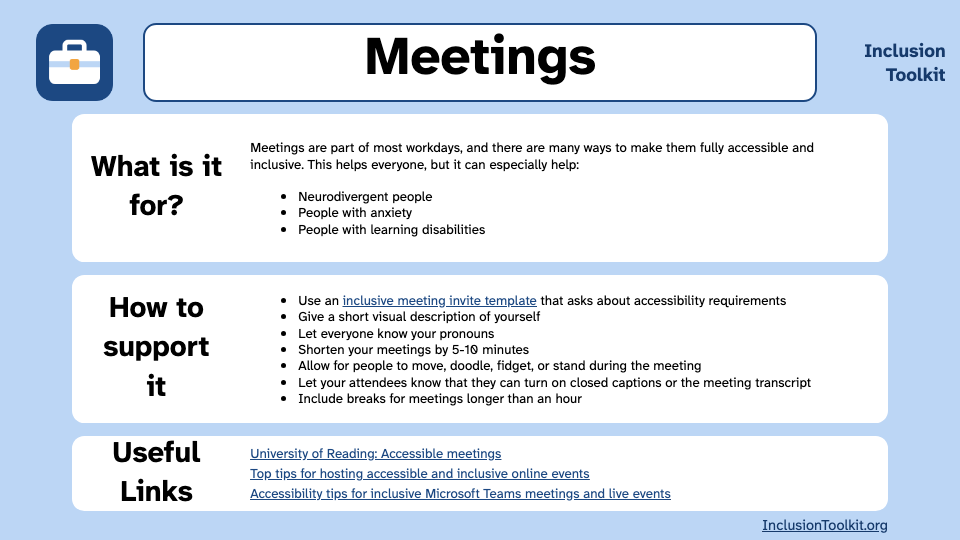 Meetings
Inclusion
Toolkit
What is it
for?
Meetings are part of most workdays, and there are many ways to make them fully accessible and
inclusive. This helps everyone, but it can especially help:
• Neurodivergent people
• People with anxiety
• People with learning disabilities
How to
support
it
• Use an inclusive meeting invite template that asks about accessibility requirements
• Give a short visual description of yourself
• Let everyone know your pronouns
• Shorten your meetings by 5-10 minutes
• Allow for people to move, doodle, fidget, or stand during the meeting
• Let your attendees know that they can turn on closed captions or the meeting transcript
• Include breaks for meetings longer than an hour
Useful
Links
University of Reading: Accessible meetings
Top tips for hosting accessible and inclusive online events
Accessibility tips for inclusive Microsoft Teams meetings and live events
InclusionToolkit.org